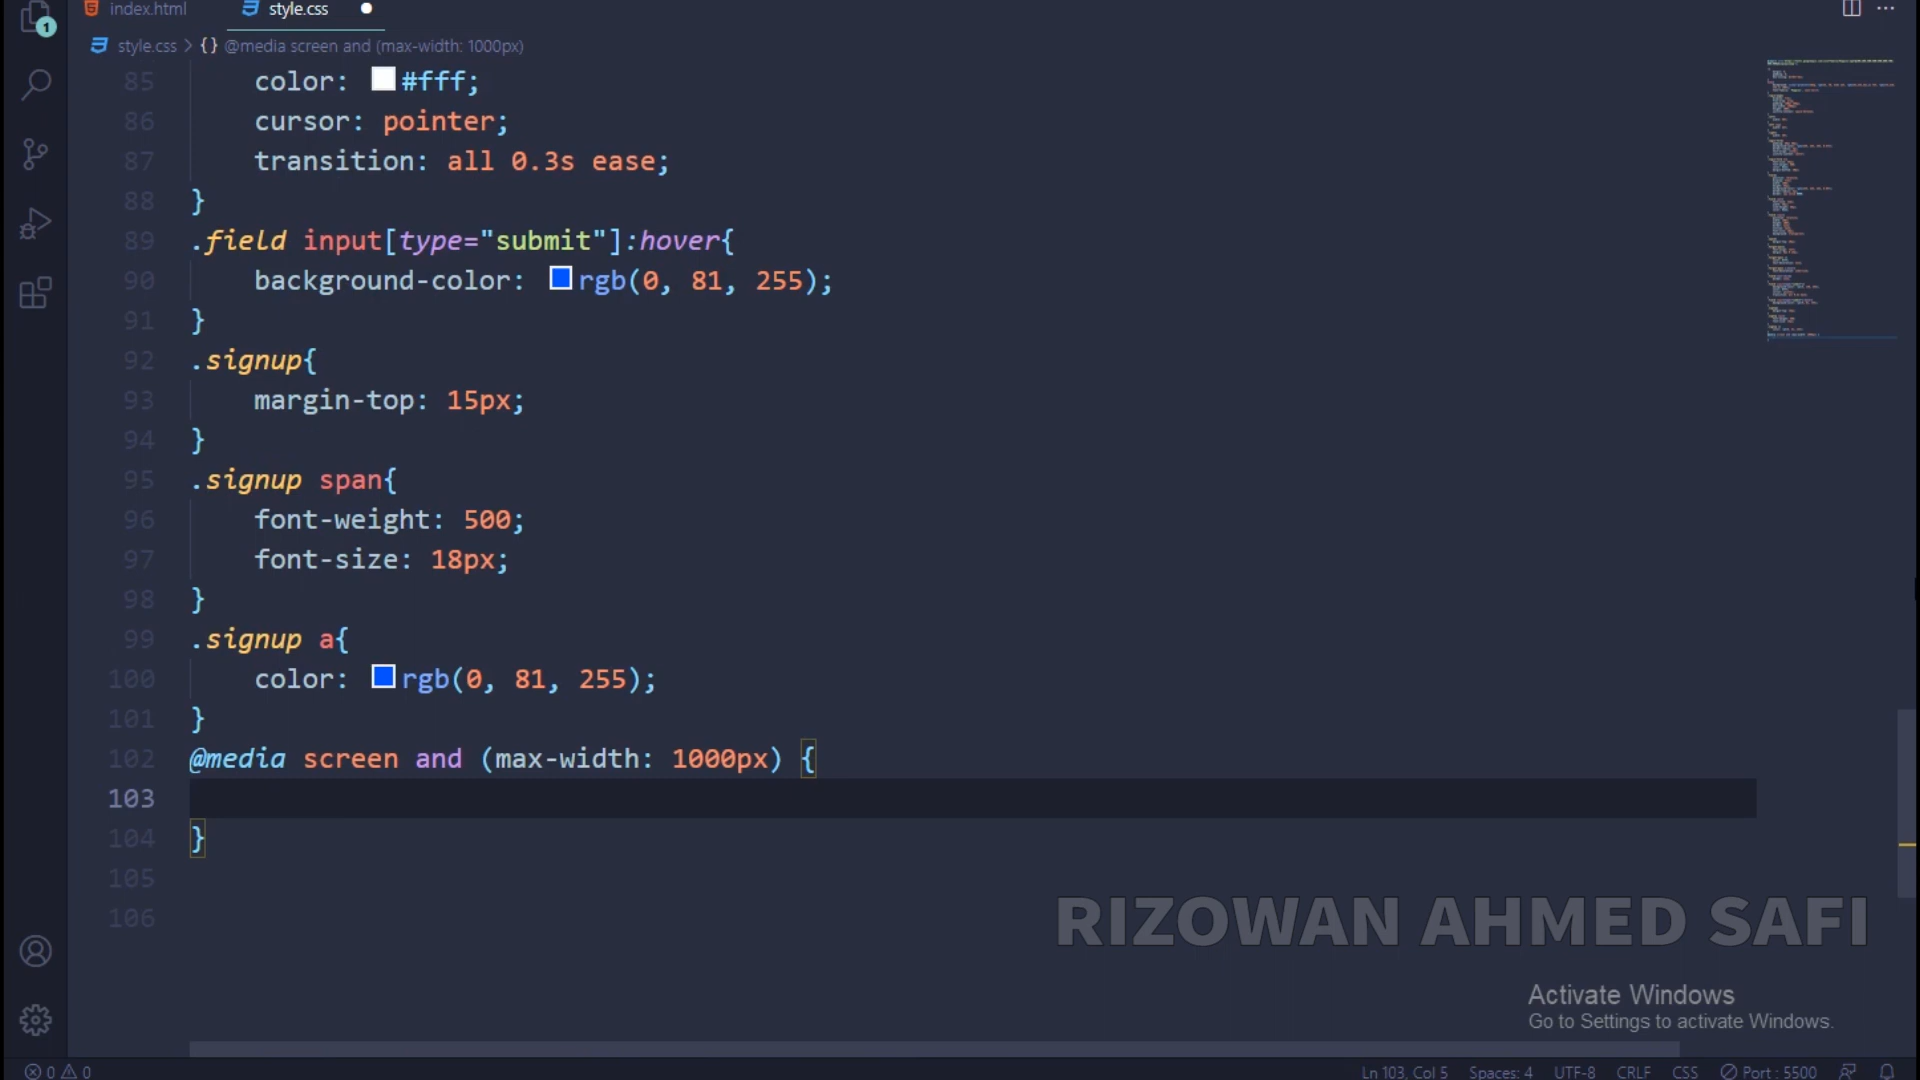 1
index.html
style.css
style.css > {} @media screen and (max-width: 1000px)
85 color: #fff;
86 cursor: pointer;
87 transition: all 0.3s ease;
88 }
89 .field input[type="submit"]:hover{
90 background-color: rgb(0, 81, 255);
91 }
92 .signup{
93 margin-top: 15px;
94 }
95 .signup span{
96 font-weight: 500;
97 font-size: 18px;
98 }
99 .signup a{
100 color: rgb(0, 81, 255);
101 }
102 @media screen and (max-width: 1000px) {
103
104 }
105
106
RIZOWAN AHMED SAFI
Activate Windows
Go to Settings to activate Windows.
0 0 Ln 103, Col 5 Spaces: 4 UTF-8 CRLF CSS Port : 5500